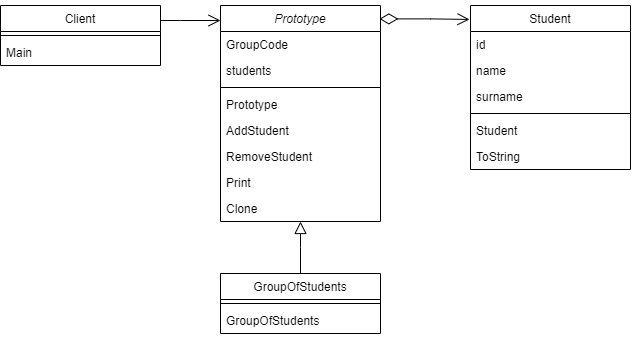 Client
Main
Prototype
GroupCode
students
Prototype
AddStudent
RemoveStudent
Print
Clone
Student
id
name
surname
Student
ToString
GroupOfStudents
GroupOfStudents